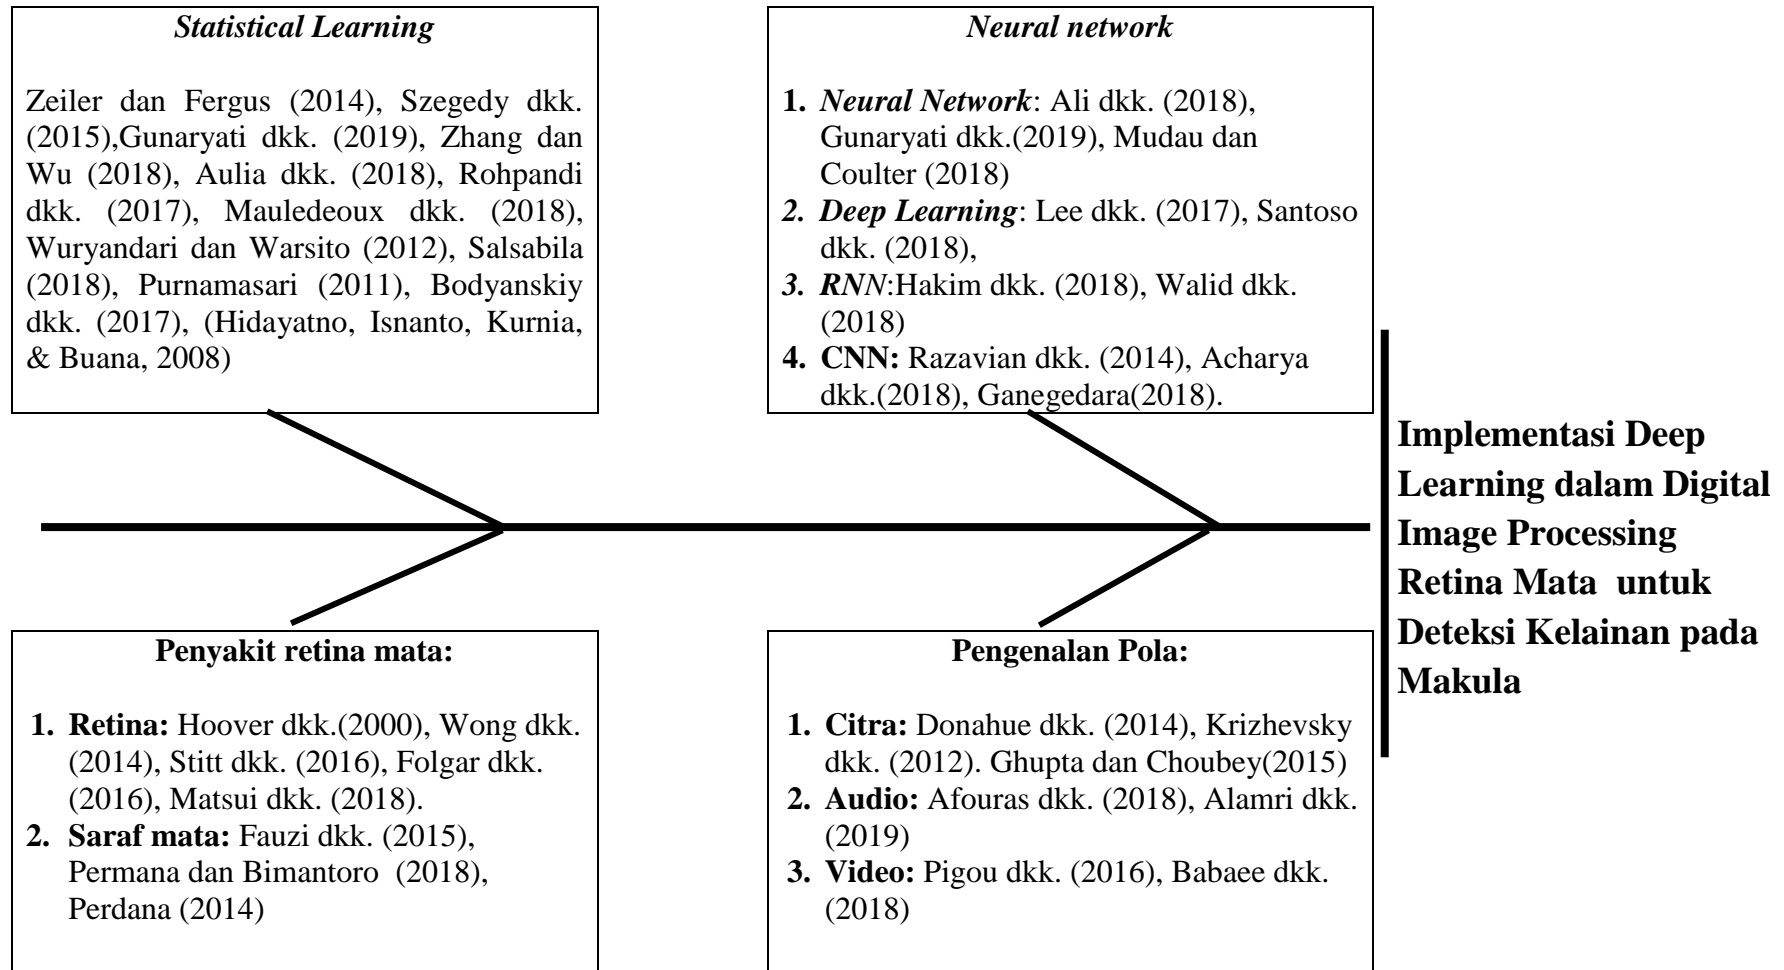 Statistical Learning
Zeiler dan Fergus (2014), Szegedy dkk.
(2015),Gunaryati dkk. (2019), Zhang dan
Wu (2018), Aulia dkk. (2018), Rohpandi
dkk. (2017), Mauledeoux dkk. (2018),
Wuryandari dan Warsito (2012), Salsabila
(2018), Purnamasari (2011), Bodyanskiy
dkk. (2017), (Hidayatno, Isnanto, Kurnia,
& Buana, 2008)
Neural network
1. Neural Network: Ali dkk. (2018),
Gunaryati dkk.(2019), Mudau dan
Coulter (2018)
2. Deep Learning: Lee dkk. (2017), Santoso
dkk. (2018),
3. RNN:Hakim dkk. (2018), Walid dkk.
(2018)
4. CNN: Razavian dkk. (2014), Acharya
dkk.(2018), Ganegedara(2018).
Implementasi Deep
Learning dalam Digital
Image Processing
Retina Mata  untuk
Deteksi Kelainan pada
Makula
Penyakit retina mata:
1. Retina: Hoover dkk.(2000), Wong dkk.
(2014), Stitt dkk. (2016), Folgar dkk.
(2016), Matsui dkk. (2018).
2. Saraf mata: Fauzi dkk. (2015),
Permana dan Bimantoro  (2018),
Perdana (2014)
Pengenalan Pola:
1. Citra: Donahue dkk. (2014), Krizhevsky
dkk. (2012). Ghupta dan Choubey(2015)
2. Audio: Afouras dkk. (2018), Alamri dkk.
(2019)
3. Video: Pigou dkk. (2016), Babaee dkk.
(2018)